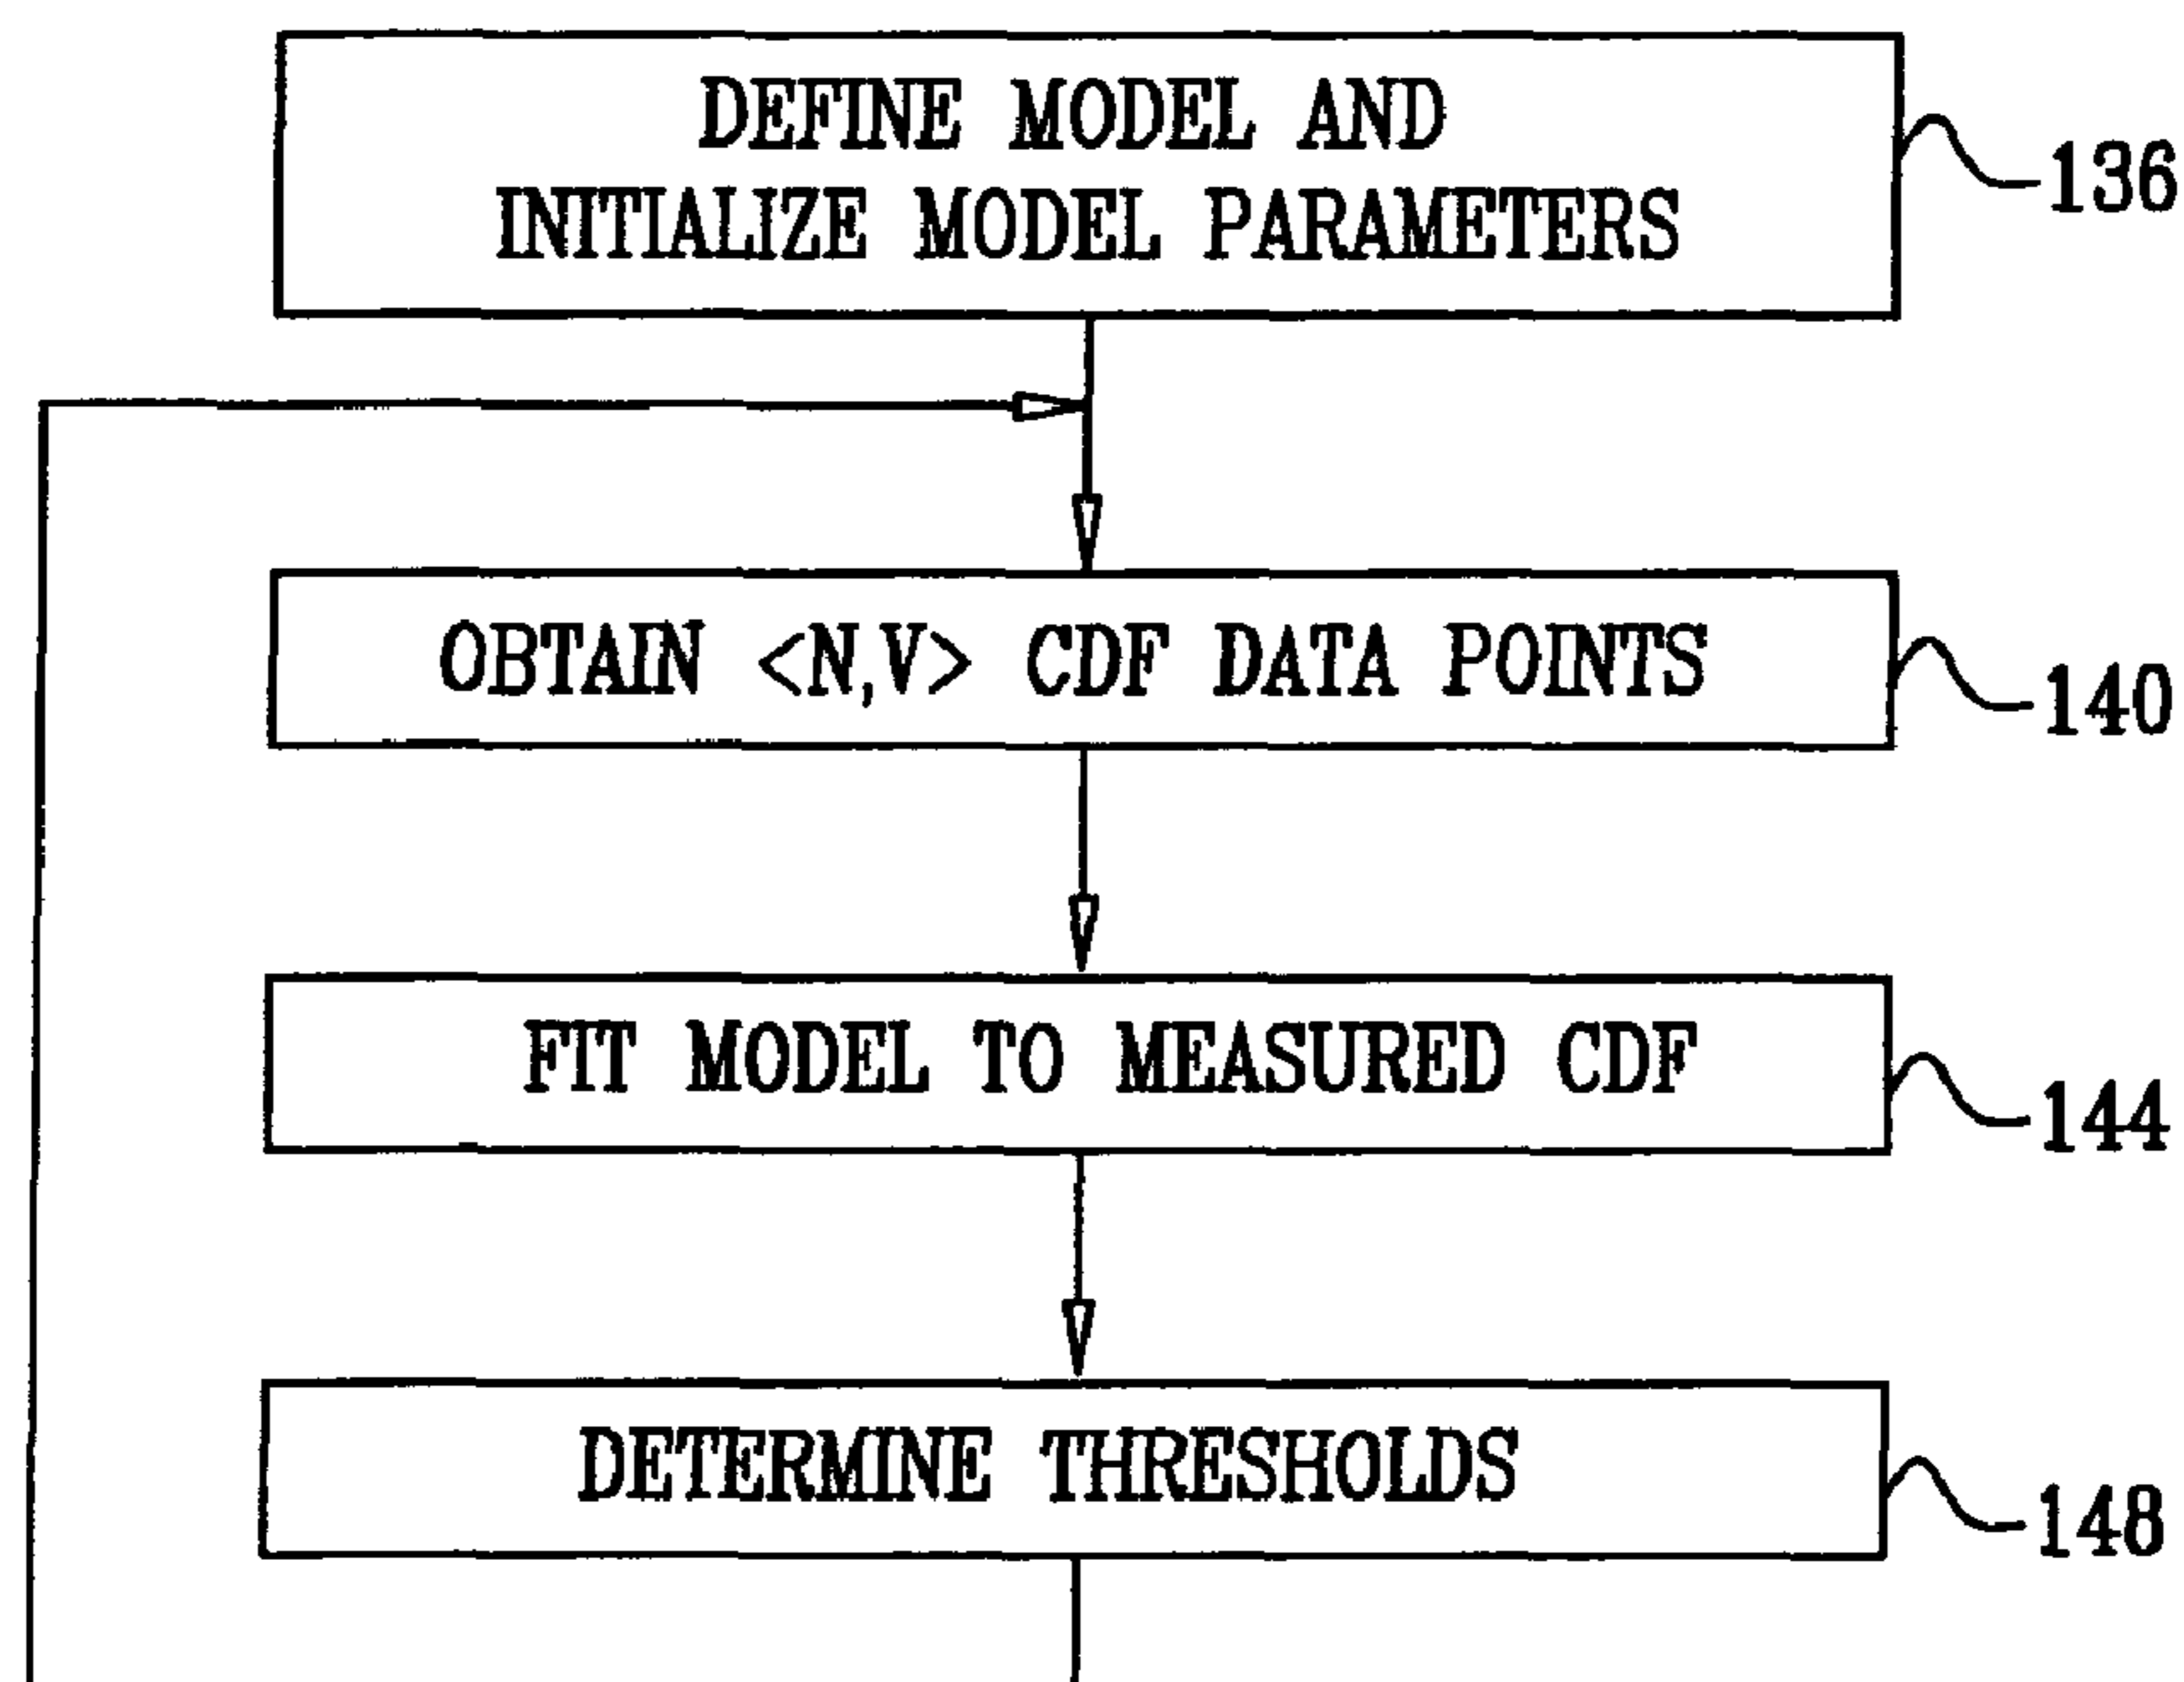 DEFINE MODEL AND
INITIALIZE MODEL PARAMETERS
136
OBTAIN <N,V> CDF DATA POINTS
140
FIT MODEL TO MEASURED CDF
144
DETERMINE THRESHOLDS
148